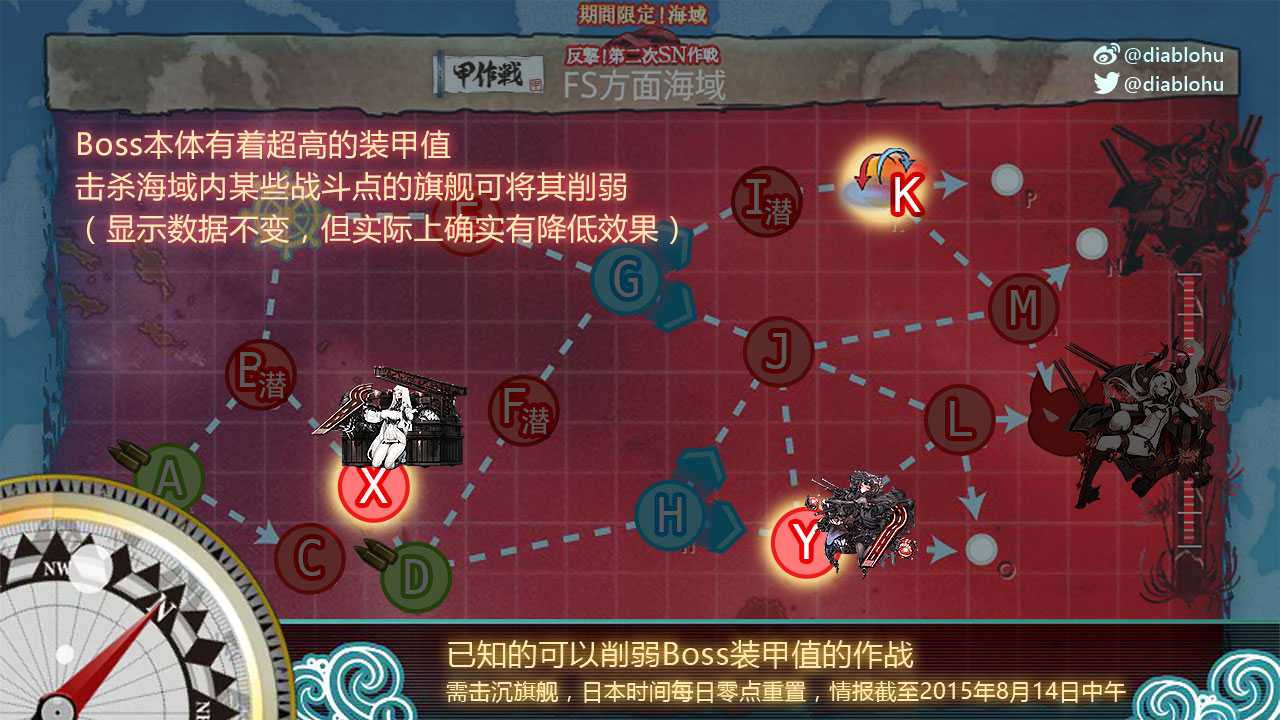 期間限定!海域
反撃!第二次SN作戦
甲作戦
FS方面海域
@diablohu
@diablohu
Boss本体有着超高的装甲值
击杀海域内某些战斗点的旗舰可将其削弱
（显示数据不变，但实际上确实有降低效果）
I潜
K
P
E
G
N
M
J
B潜
F潜
L
A
X
H
Y
C
D
O
NW
N
NE
已知的可以削弱Boss装甲值的作战
需击沉旗舰，日本时间每日零点重置，情报截至2015年8月14日中午